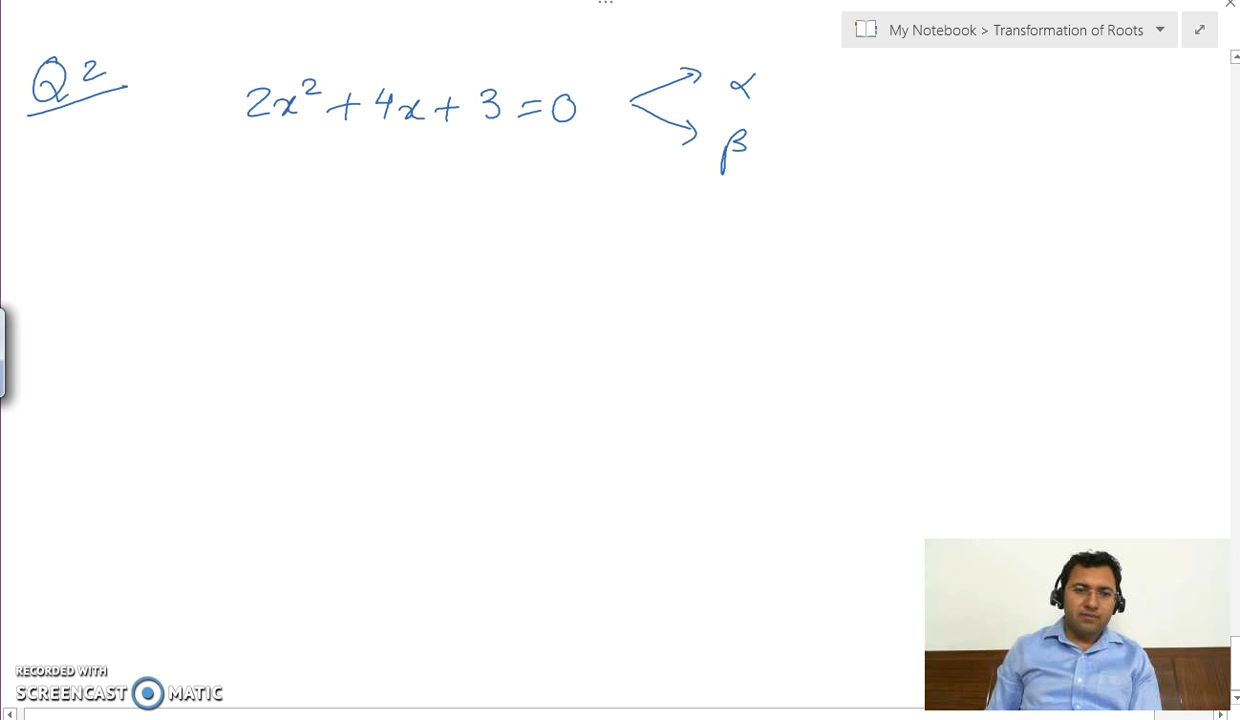 My Notebook > Transformation of Roots
Q2
2x² + 4x + 3 = 0
α
β
RECORDED WITH
SCREENCAST MATIC